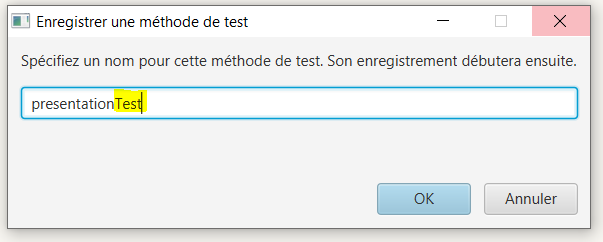 Enregistrer une méthode de test
Spécifiez un nom pour cette méthode de test. Son enregistrement débutera ensuite.
presentationTest
OK
Annuler